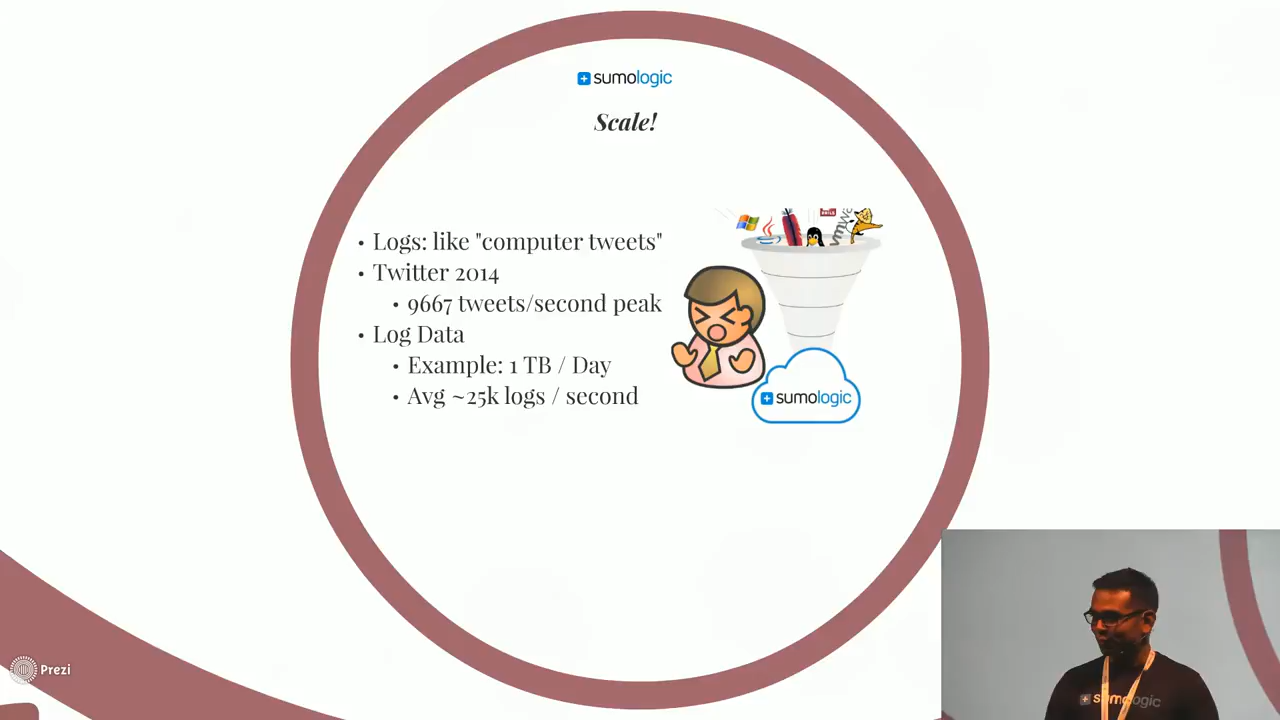 sumologic
Scale!
• Logs: like "computer tweets"
• Twitter 2014
• 9667 tweets/second peak
• Log Data
• Example: 1 TB / Day
• Avg ~25k logs / second
sumologic
Prezi
sumologic